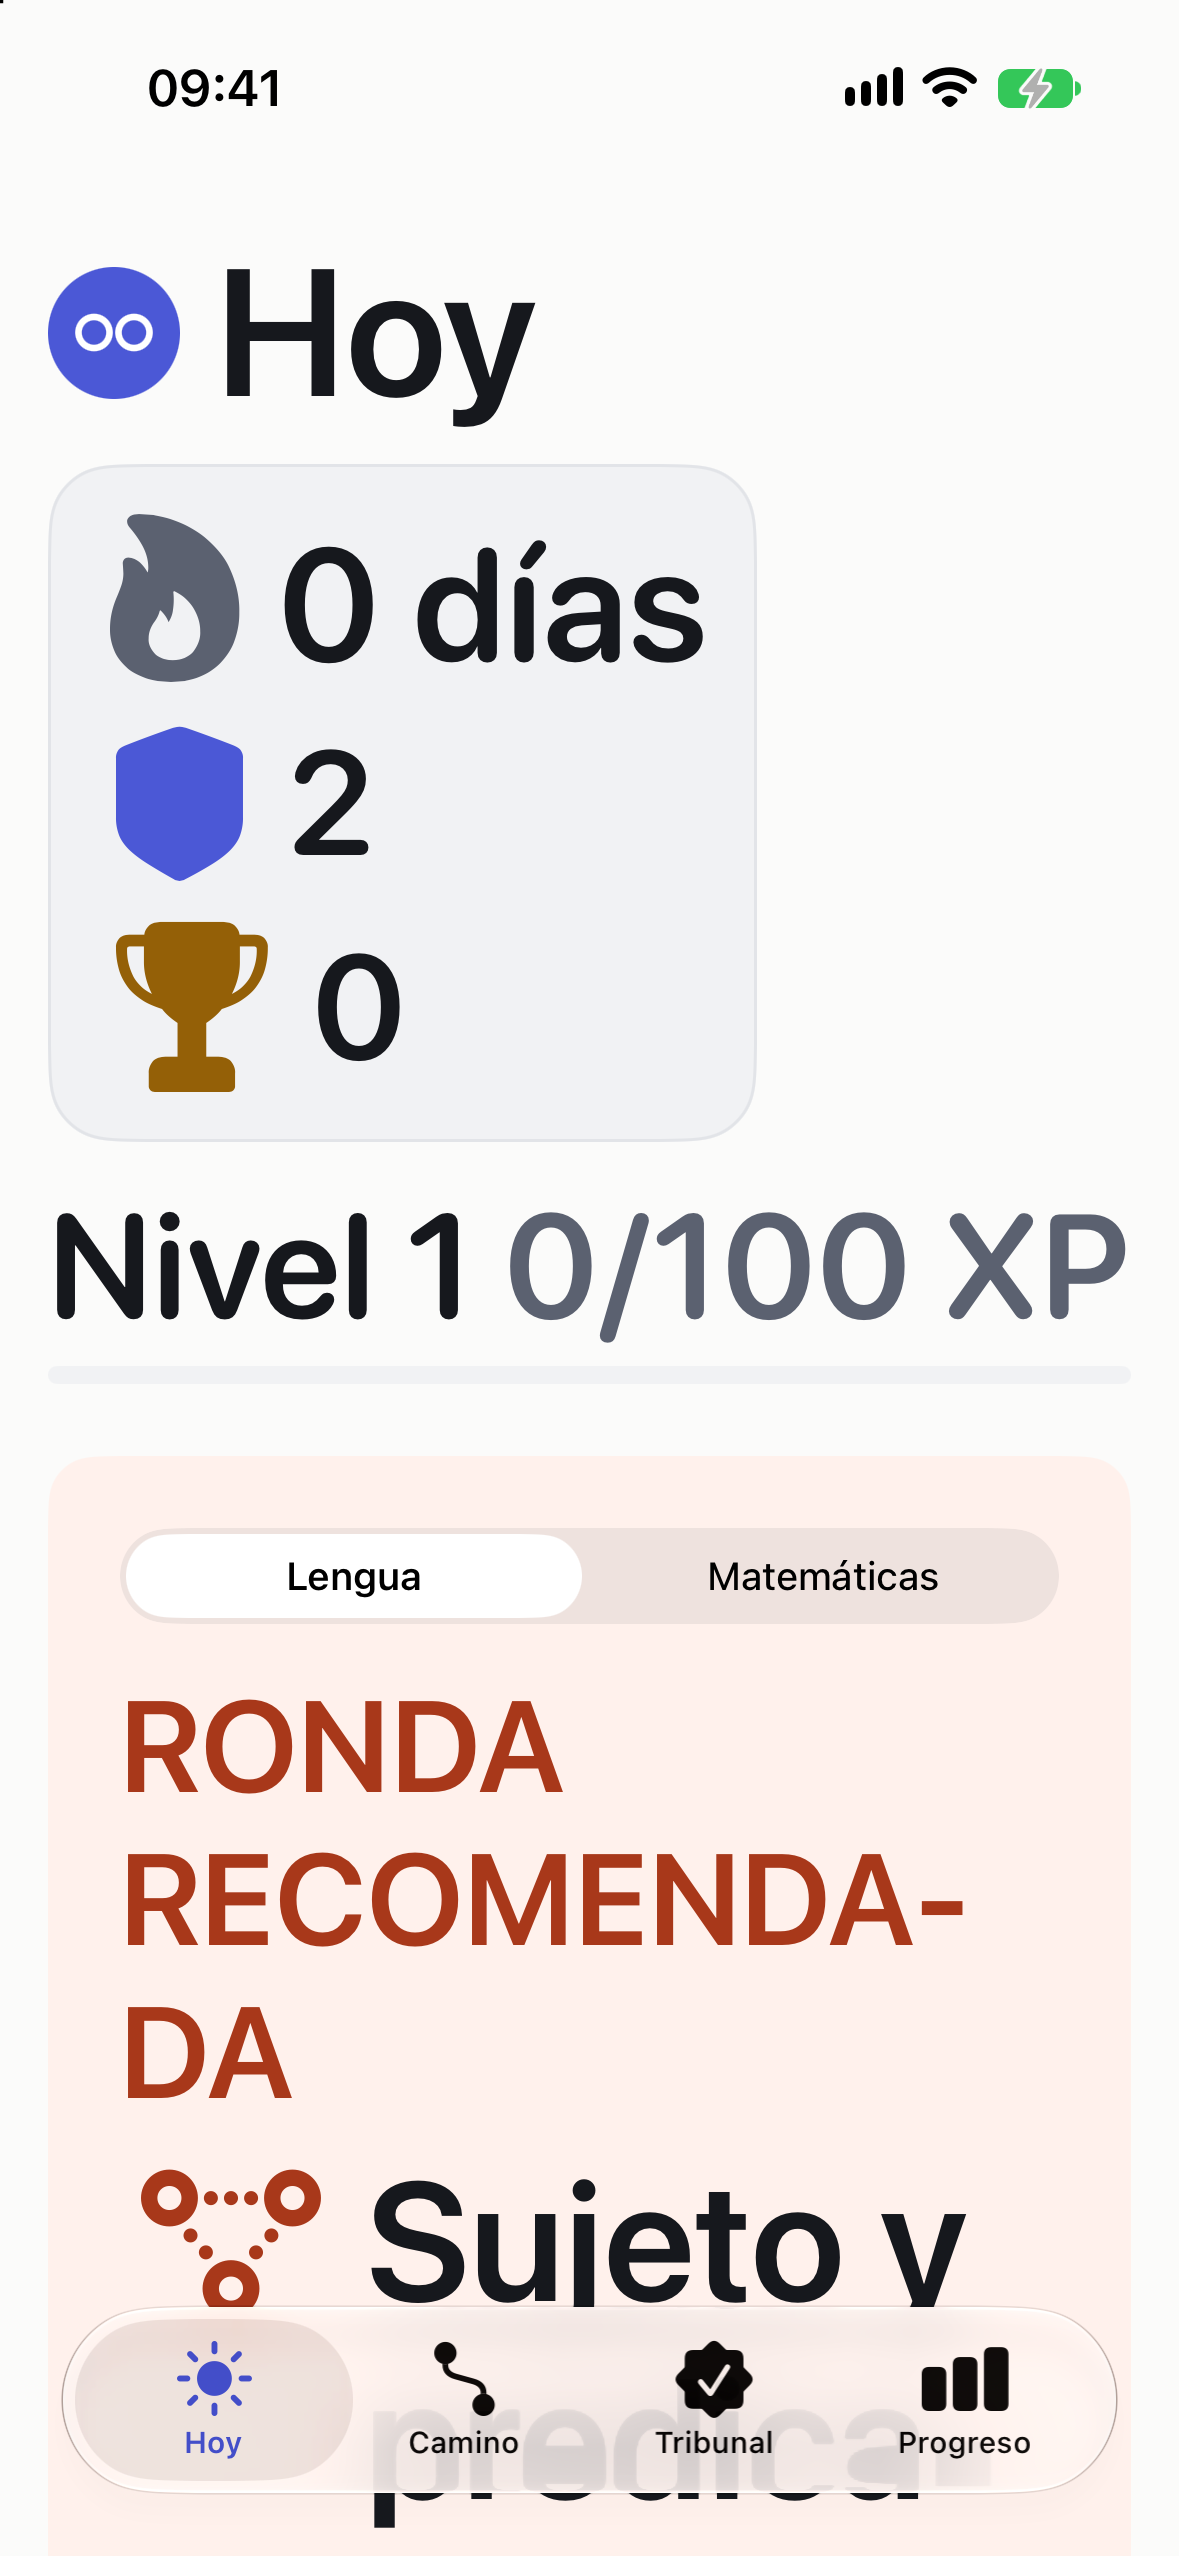 09:41
Hoy
0 días
2
0
Nivel 1 0/100 XP
Lengua Matemáticas
RONDA
RECOMENDA-
DA
Sujeto y
predica-
Hoy Camino Tribunal Progreso